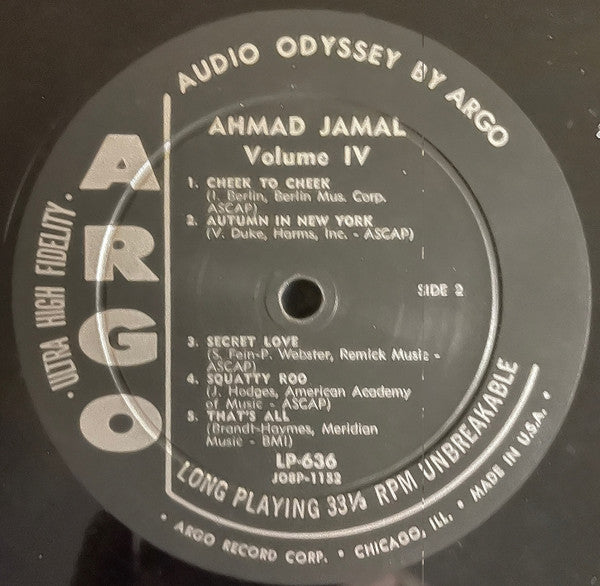 AUDIO ODYSSEY BY ARGO
ARGO
· ULTRA HIGH FIDELITY ·
AHMAD JAMAL
Volume IV
1. CHEEK TO CHEEK
(I. Berlin, Berlin Mus. Corp.
ASCAP)
2. AUTUMN IN NEW YORK
(V. Duke, Harms, Inc. - ASCAP)
SIDE 2
3. SECRET LOVE
(S. Fein-P. Webster, Remick Music -
ASCAP)
4. SQUATTY ROO
(J. Hodges, American Academy
of Music - ASCAP)
5. THAT'S ALL
(Brandt-Haymes, Meridian
Music - BMI)
LP-636
JO8P-1152
LONG PLAYING 33⅓ RPM UNBREAKABLE
• ARGO RECORD CORP. • CHICAGO, ILL. • MADE IN U.S.A. •